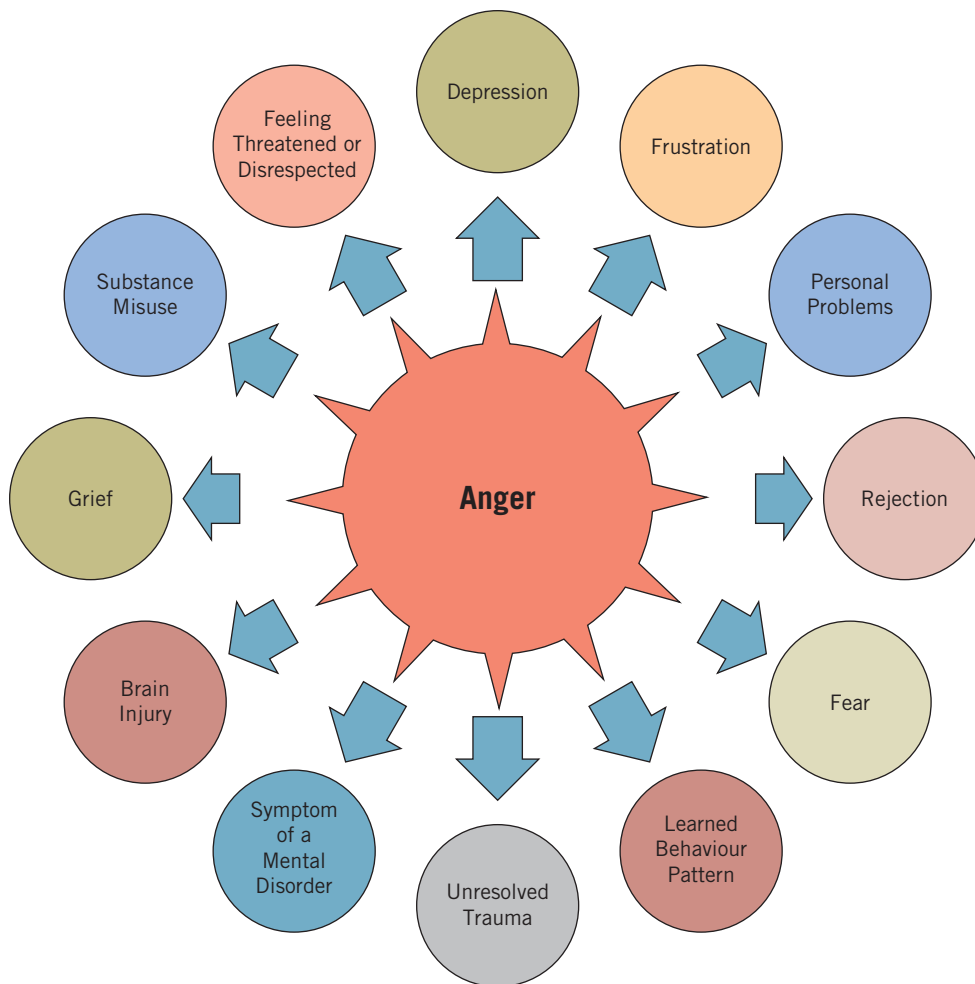 Depression
Feeling
Threatened or
Disrespected
Frustration
Substance
Misuse
Personal
Problems
Grief
Anger
Rejection
Brain
Injury
Fear
Symptom
of a
Mental
Disorder
Learned
Behaviour
Pattern
Unresolved
Trauma